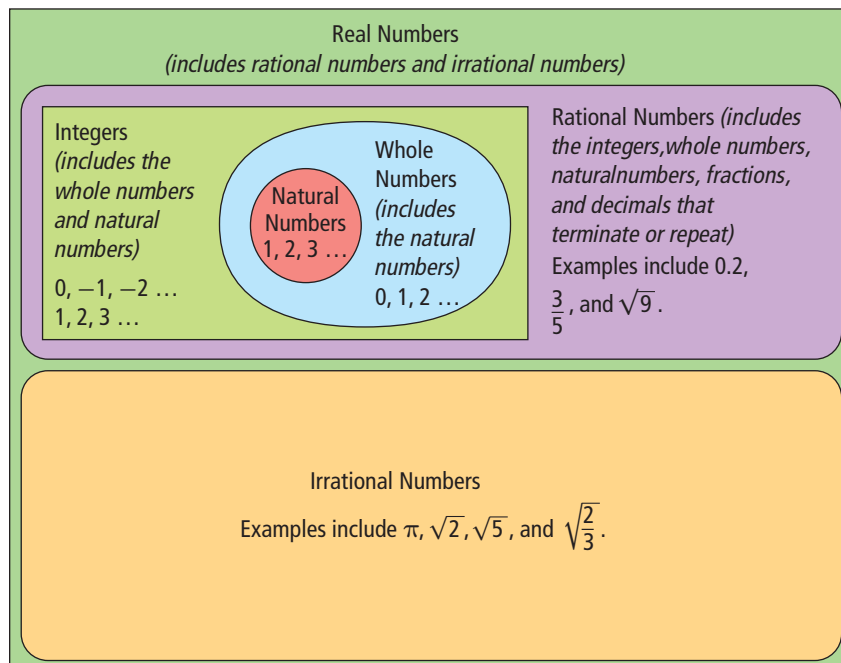 Real Numbers
(includes rational numbers and irrational numbers)
Integers
(includes the
whole numbers
and natural
numbers)
0, −1, −2 …
1, 2, 3 …
Natural
Numbers
1, 2, 3 …
Whole
Numbers
(includes
the natural
numbers)
0, 1, 2 …
Rational Numbers (includes
the integers,whole numbers,
naturalnumbers, fractions,
and decimals that
terminate or repeat)
Examples include 0.2,
3/5, and √9.
Irrational Numbers
Examples include π, √2, √5, and √(2/3).